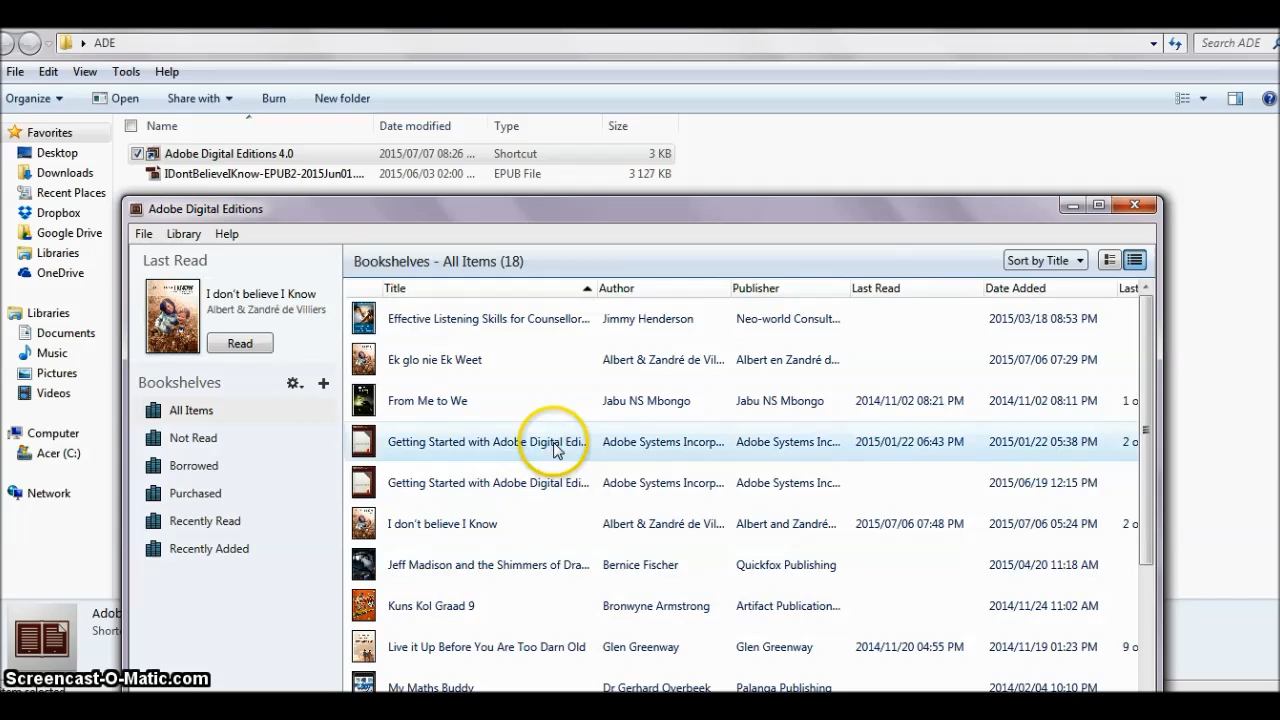 ADE
Search ADE
File Edit View Tools Help
Organize Open Share with Burn New folder
Name Date modified Type Size
Favorites
Desktop
Downloads
Recent Places
Dropbox
Google Drive
Libraries
OneDrive
Libraries
Documents
Music
Pictures
Videos
Computer
Acer (C:)
Network
Adobe Digital Editions 4.0 2015/07/07 08:26 ... Shortcut 3 KB
IDontBelieveIKnow-EPUB2-2015Jun01.... 2015/06/03 02:00 ... EPUB File 3 127 KB
Adobe Digital Editions
File Library Help
Last Read
I don't believe I Know
Albert & Zandré de Villiers
Read
Bookshelves
All Items
Not Read
Borrowed
Purchased
Recently Read
Recently Added
Bookshelves - All Items (18)
Sort by Title
Title Author Publisher Last Read Date Added Last
Effective Listening Skills for Counsellor... Jimmy Henderson Neo-world Consult... 2015/03/18 08:53 PM
Ek glo nie Ek Weet Albert & Zandré de Vil... Albert en Zandré d... 2015/07/06 07:29 PM
From Me to We Jabu NS Mbongo Jabu NS Mbongo 2014/11/02 08:21 PM 2014/11/02 08:11 PM 1 o
Getting Started with Adobe Digital Edi... Adobe Systems Incorp... Adobe Systems Inc... 2015/01/22 06:43 PM 2015/01/22 05:38 PM 2 o
Getting Started with Adobe Digital Edi... Adobe Systems Incorp... Adobe Systems Inc... 2015/06/19 12:15 PM
I don't believe I Know Albert & Zandré de Vil... Albert and Zandré... 2015/07/06 07:48 PM 2015/07/06 05:24 PM 2 o
Jeff Madison and the Shimmers of Dra... Bernice Fischer Quickfox Publishing 2015/04/20 11:18 AM
Kuns Kol Graad 9 Bronwyne Armstrong Artifact Publication... 2014/11/24 11:02 AM
Live it Up Before You Are Too Darn Old Glen Greenway Glen Greenway 2014/11/20 04:55 PM 2014/11/19 01:23 PM 9 o
My Maths Buddy Dr Gerhard Overbeek Palanga Publishing 2014/02/04 10:10 PM
Adob
Short
Screencast-O-Matic.com